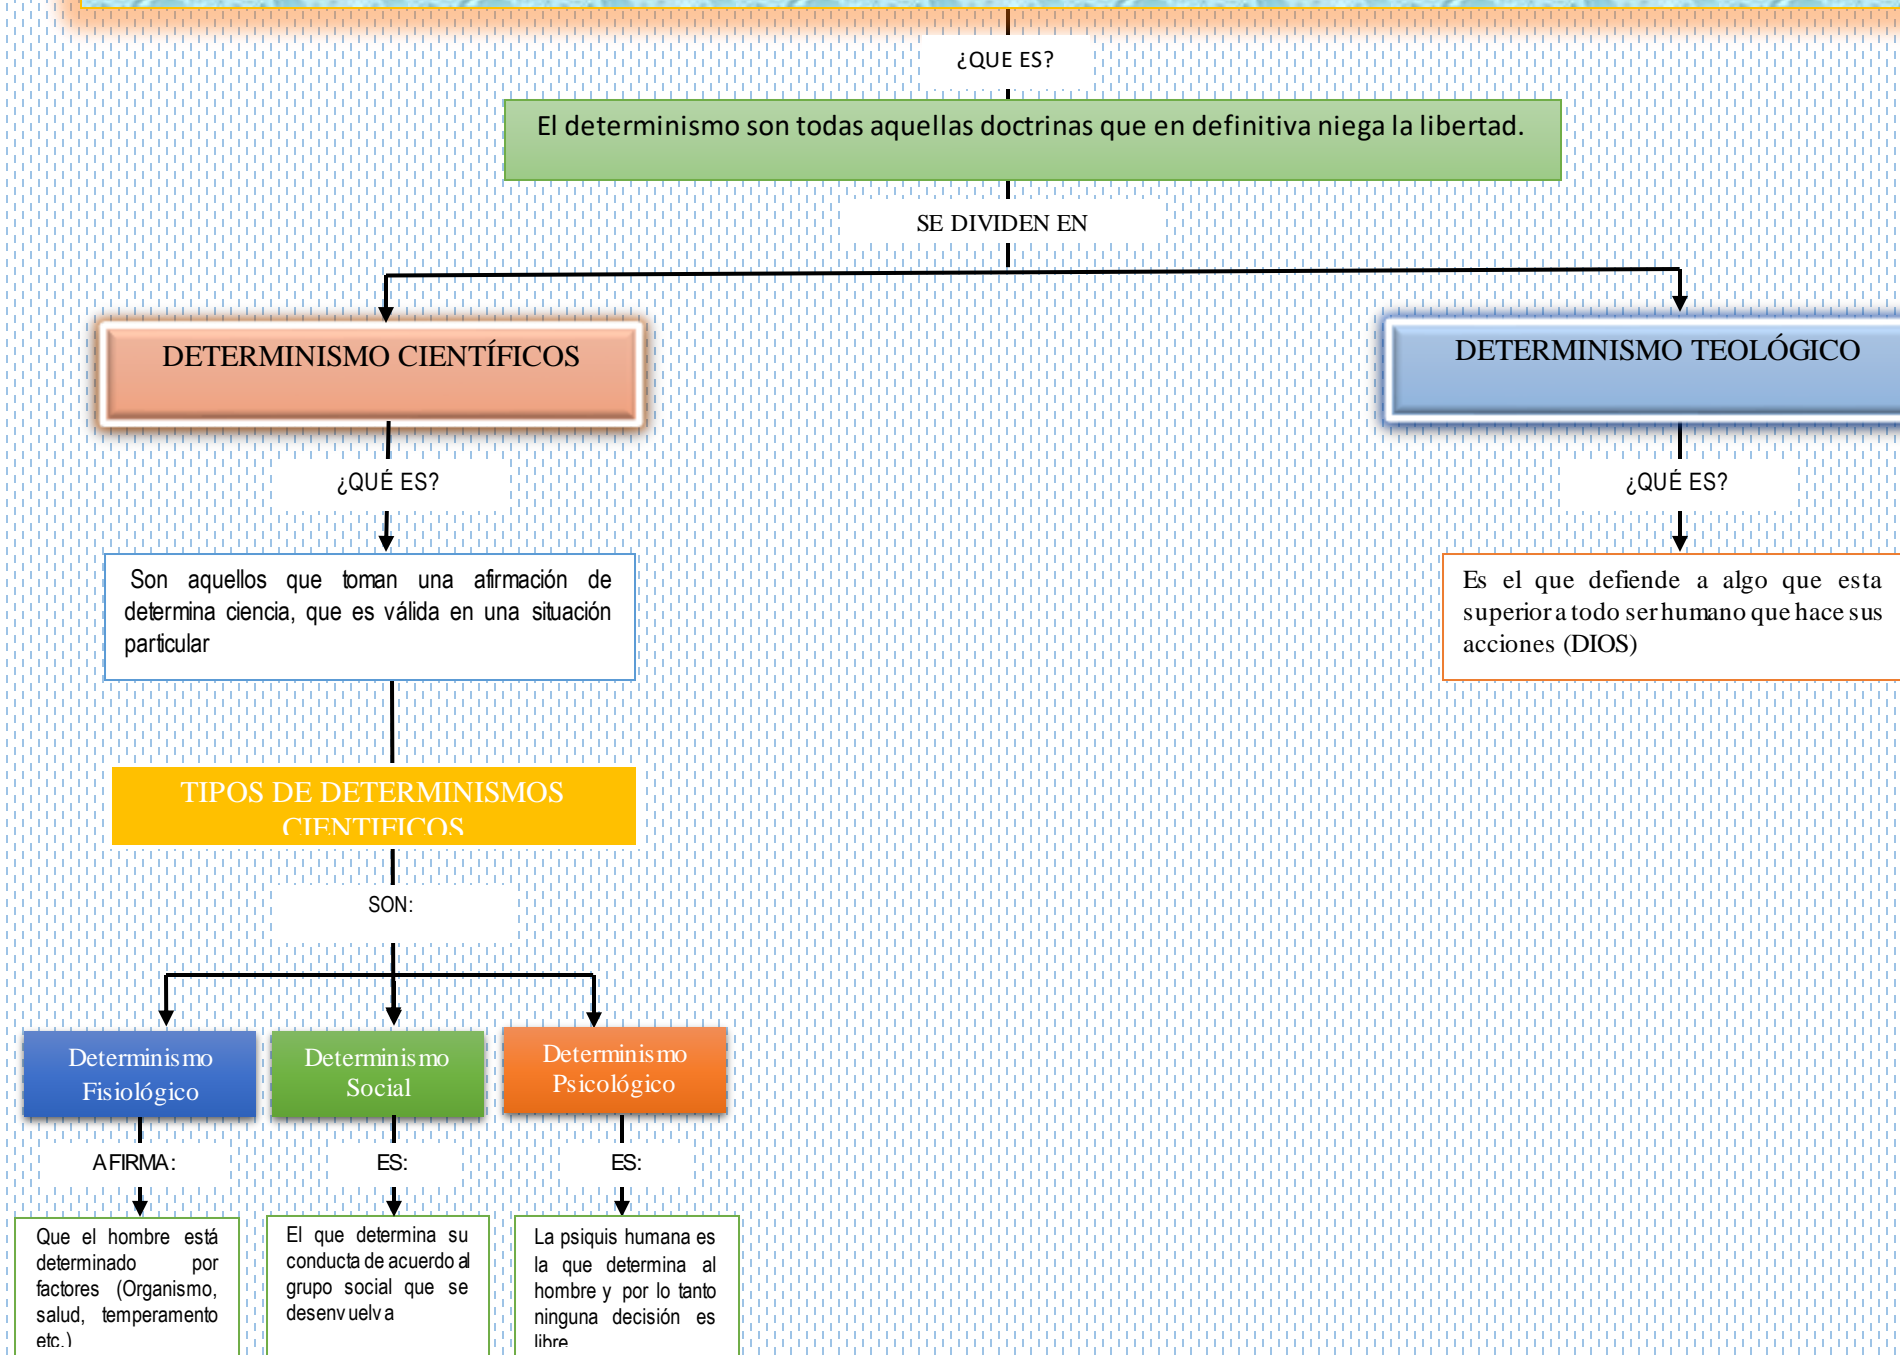 ¿QUE ES?
El determinismo son todas aquellas doctrinas que en definitiva niega la libertad.
SE DIVIDEN EN
DETERMINISMO CIENTÍFICOS
DETERMINISMO TEOLÓGICO
¿QUÉ ES?
¿QUÉ ES?
Son aquellos que toman una afirmación de
determina ciencia, que es válida en una situación
particular
Es el que defiende a algo que esta
superior a todo ser humano que hace sus
acciones (DIOS)
TIPOS DE DETERMINISMOS
CIENTIFICOS
SON:
Determinismo
Fisiológico
Determinismo
Social
Determinismo
Psicológico
AFIRMA:
ES:
ES:
Que el hombre está
determinado por
factores (Organismo,
salud, temperamento
etc.)
El que determina su
conducta de acuerdo al
grupo social que se
desenvuelva
La psiquis humana es
la que determina al
hombre y por lo tanto
ninguna decisión es
libre